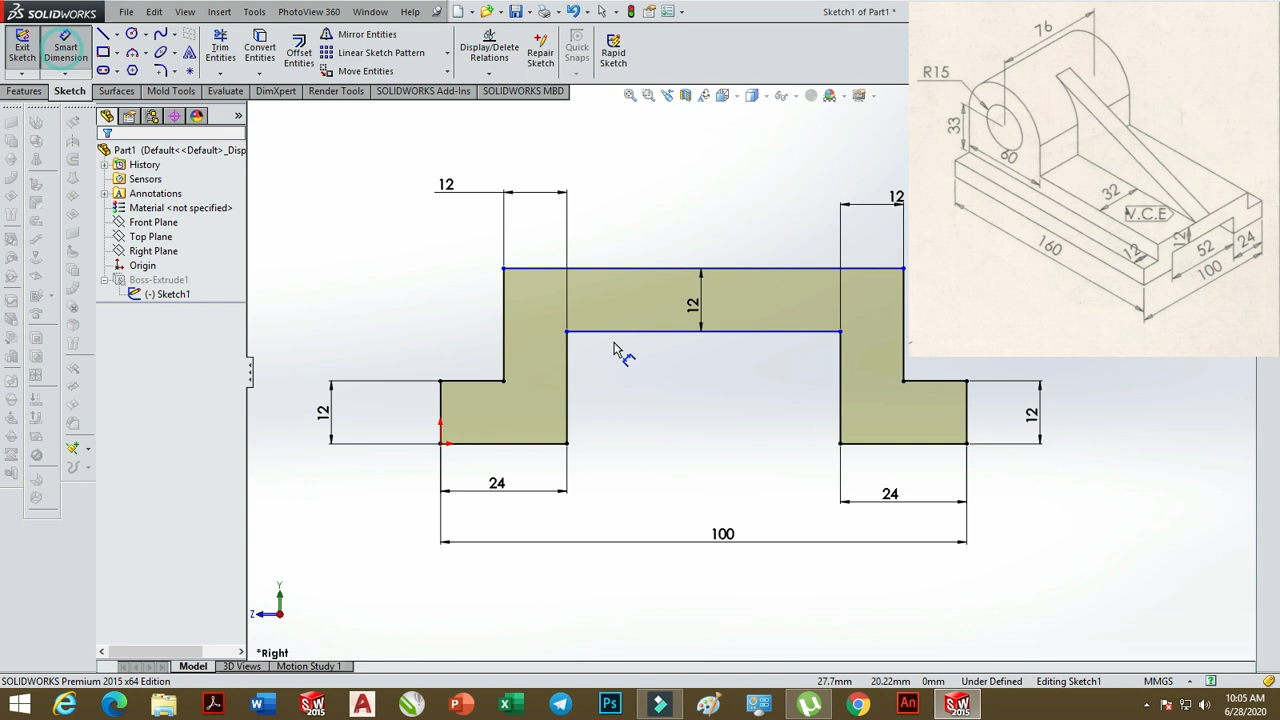 SOLIDWORKS
File
Edit
View
Insert
Tools
PhotoView 360
Window
Help
Sketch1 of Part1 *
Exit Sketch
Smart Dimension
Trim Entities
Convert Entities
Offset Entities
Mirror Entities
Linear Sketch Pattern
Move Entities
Display/Delete Relations
Repair Sketch
Quick Snaps
Rapid Sketch
Features
Sketch
Surfaces
Mold Tools
Evaluate
DimXpert
Render Tools
SOLIDWORKS Add-Ins
SOLIDWORKS MBD
Part1 (Default<<Default>_Disp
History
Sensors
Annotations
Material <not specified>
Front Plane
Top Plane
Right Plane
Origin
Boss-Extrude1
(-) Sketch1
12
12
12
12
12
24
24
100
76
R15
33
60
32
V.C.E
160
12
12
52
24
100
Y
Z
*Right
Model
3D Views
Motion Study 1
SOLIDWORKS Premium 2015 x64 Edition
27.7mm
20.22mm
0mm
Under Defined
Editing Sketch1
MMGS
10:05 AM
6/28/2020